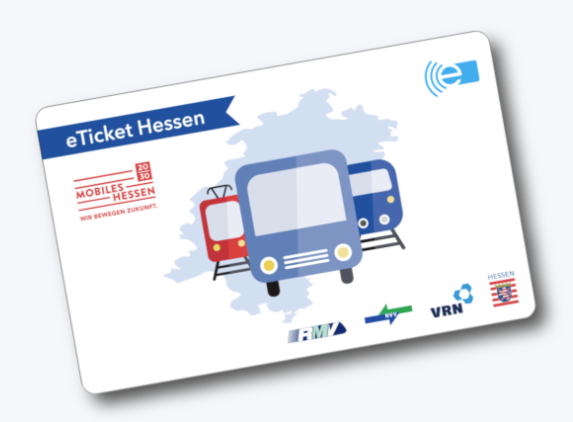 eTicket Hessen
e
20
30
MOBILES
HESSEN
WIR BEWEGEN ZUKUNFT.
HESSEN
RMV
NVV
VRN